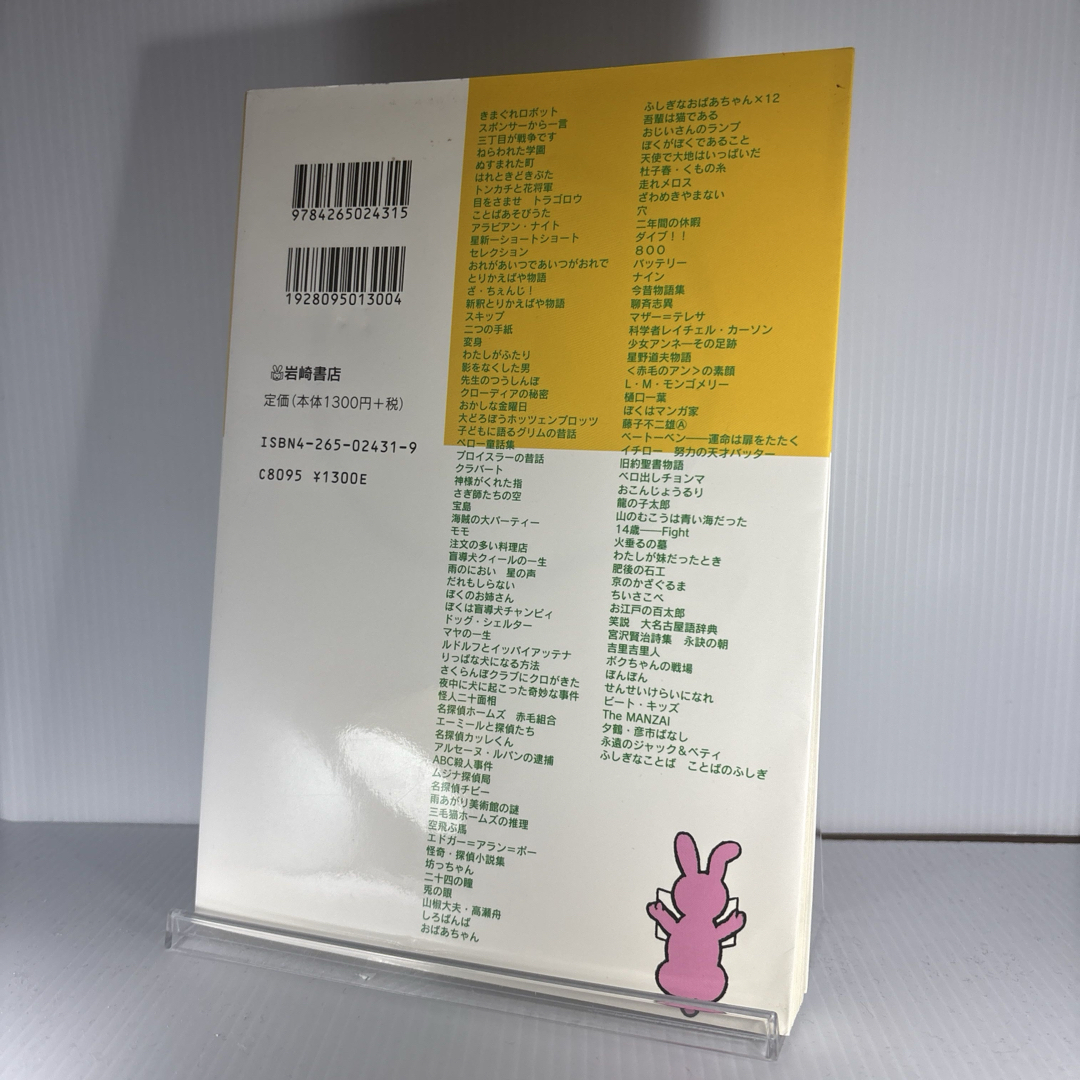 9784265024315
1928095013004
岩崎書店
定価(本体1300円+税)
ISBN4-265-02431-9
C8095 ¥1300E
きまぐれロボット
スポンサーから一言
三丁目が戦争です
ねらわれた学園
ぬすまれた町
はれときどきぶた
トンカチと花将軍
目をさませ トラゴロウ
ことばあそびうた
アラビアン・ナイト
星新一ショートショート
セレクション
おれがあいつであいつがおれで
とりかえばや物語
ざ・ちぇんじ!
新釈とりかえばや物語
スキップ
二つの手紙
変身
わたしがふたり
影をなくした男
先生のつうしんぼ
クローディアの秘密
おかしな金曜日
大どろぼうホッツェンプロッツ
子どもに語るグリムの昔話
ペロー童話集
プロイスラーの昔話
クラバート
神様がくれた指
さぎ師たちの空
宝島
海賊の大パーティー
モモ
注文の多い料理店
盲導犬クィールの一生
雨のにおい 星の声
だれもしらない
ぼくのお姉さん
ぼくは盲導犬チャンピィ
ドッグ・シェルター
マヤの一生
ルドルフとイッパイアッテナ
りっぱな犬になる方法
さくらんぼクラブにクロがきた
夜中に犬に起こった奇妙な事件
怪人二十面相
名探偵ホームズ 赤毛組合
エーミールと探偵たち
名探偵カッレくん
アルセーヌ・ルパンの逮捕
ABC殺人事件
ムジナ探偵局
名探偵チビー
雨あがり美術館の謎
三毛猫ホームズの推理
空飛ぶ馬
エドガー=アラン=ポー
怪奇・探偵小説集
坊っちゃん
二十四の瞳
兎の眼
山椒大夫・高瀬舟
しろばんば
おばあちゃん
ふしぎなおばあちゃん×12
吾輩は猫である
おじいさんのランプ
ぼくがぼくであること
天使で大地はいっぱいだ
杜子春・くもの糸
走れメロス
ざわめきやまない
穴
二年間の休暇
ダイブ!!
800
バッテリー
ナイン
今昔物語集
聊斉志異
マザー=テレサ
科学者レイチェル・カーソン
少女アンネ—その足跡
星野道夫物語
<赤毛のアン>の素顔
L・M・モンゴメリー
樋口一葉
ぼくはマンガ家
藤子不二雄Ⓐ
ベートーベン——運命は扉をたたく
イチロー 努力の天才バッター
旧約聖書物語
ベロ出しチョンマ
おこんじょうるり
龍の子太郎
山のむこうは青い海だった
14歳——Fight
火垂るの墓
わたしが妹だったとき
肥後の石工
京のかざぐるま
ちいさこべ
お江戸の百太郎
笑説 大名古屋語辞典
宮沢賢治詩集 永訣の朝
吉里吉里人
ボクちゃんの戦場
ぼんぼん
せんせいけらいになれ
ビート・キッズ
The MANZAI
夕鶴・彦市ばなし
永遠のジャック&ベティ
ふしぎなことば ことばのふしぎ